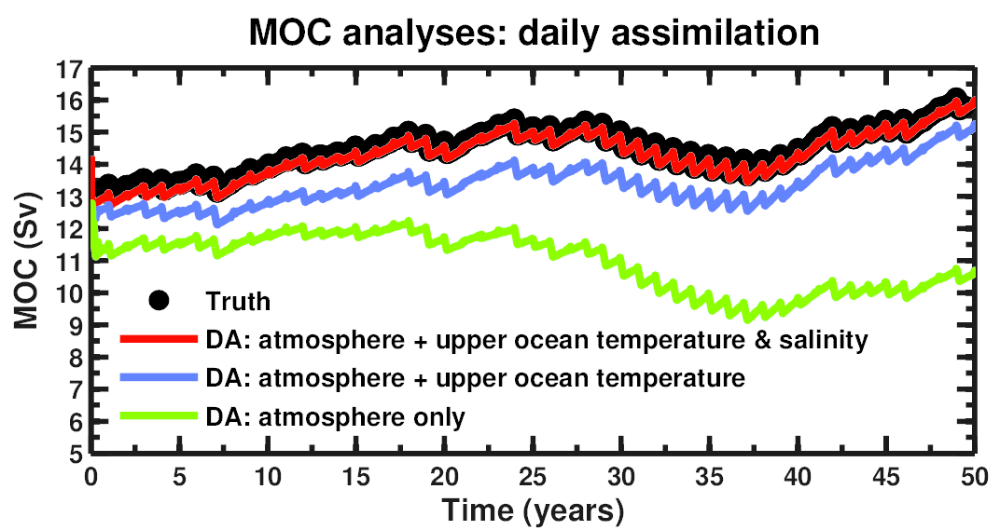 MOC analyses: daily assimilation
17
16
15
14
13
12
11
10
9
8
7
6
5
MOC (Sv)
Truth
DA: atmosphere + upper ocean temperature & salinity
DA: atmosphere + upper ocean temperature
DA: atmosphere only
0 5 10 15 20 25 30 35 40 45 50
Time (years)